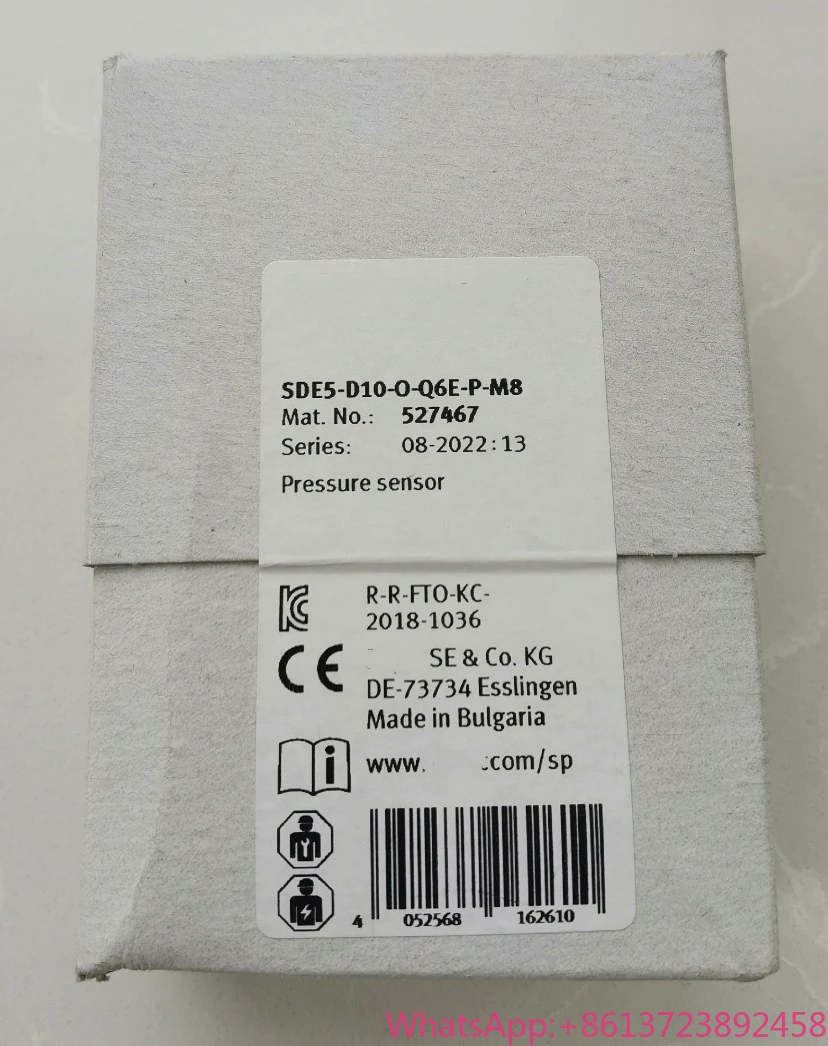 SDE5-D10-O-Q6E-P-M8
Mat. No.: 527467
Series: 08-2022:13
Pressure sensor
R-R-FTO-KC-
2018-1036
CE
SE & Co. KG
DE-73734 Esslingen
Made in Bulgaria
www. .com/sp
4 052568 162610
WhatsApp:+8613723892458